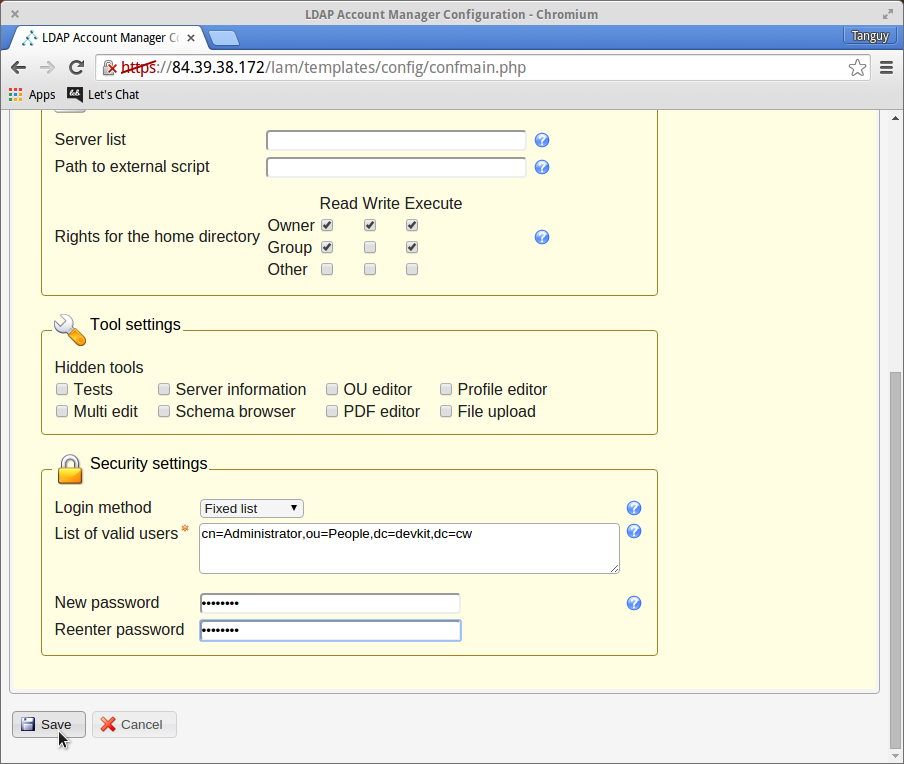 LDAP Account Manager Configuration - Chromium
LDAP Account Manager C
Tanguy
https://84.39.38.172/lam/templates/config/confmain.php
Apps Let's Chat
Server list
Path to external script
Read Write Execute
Rights for the home directory
Owner
Group
Other
Tool settings
Hidden tools
Tests Server information OU editor Profile editor
Multi edit Schema browser PDF editor File upload
Security settings
Login method Fixed list
List of valid users* cn=Administrator,ou=People,dc=devkit,dc=cw
New password ••••••••
Reenter password ••••••••
Save Cancel